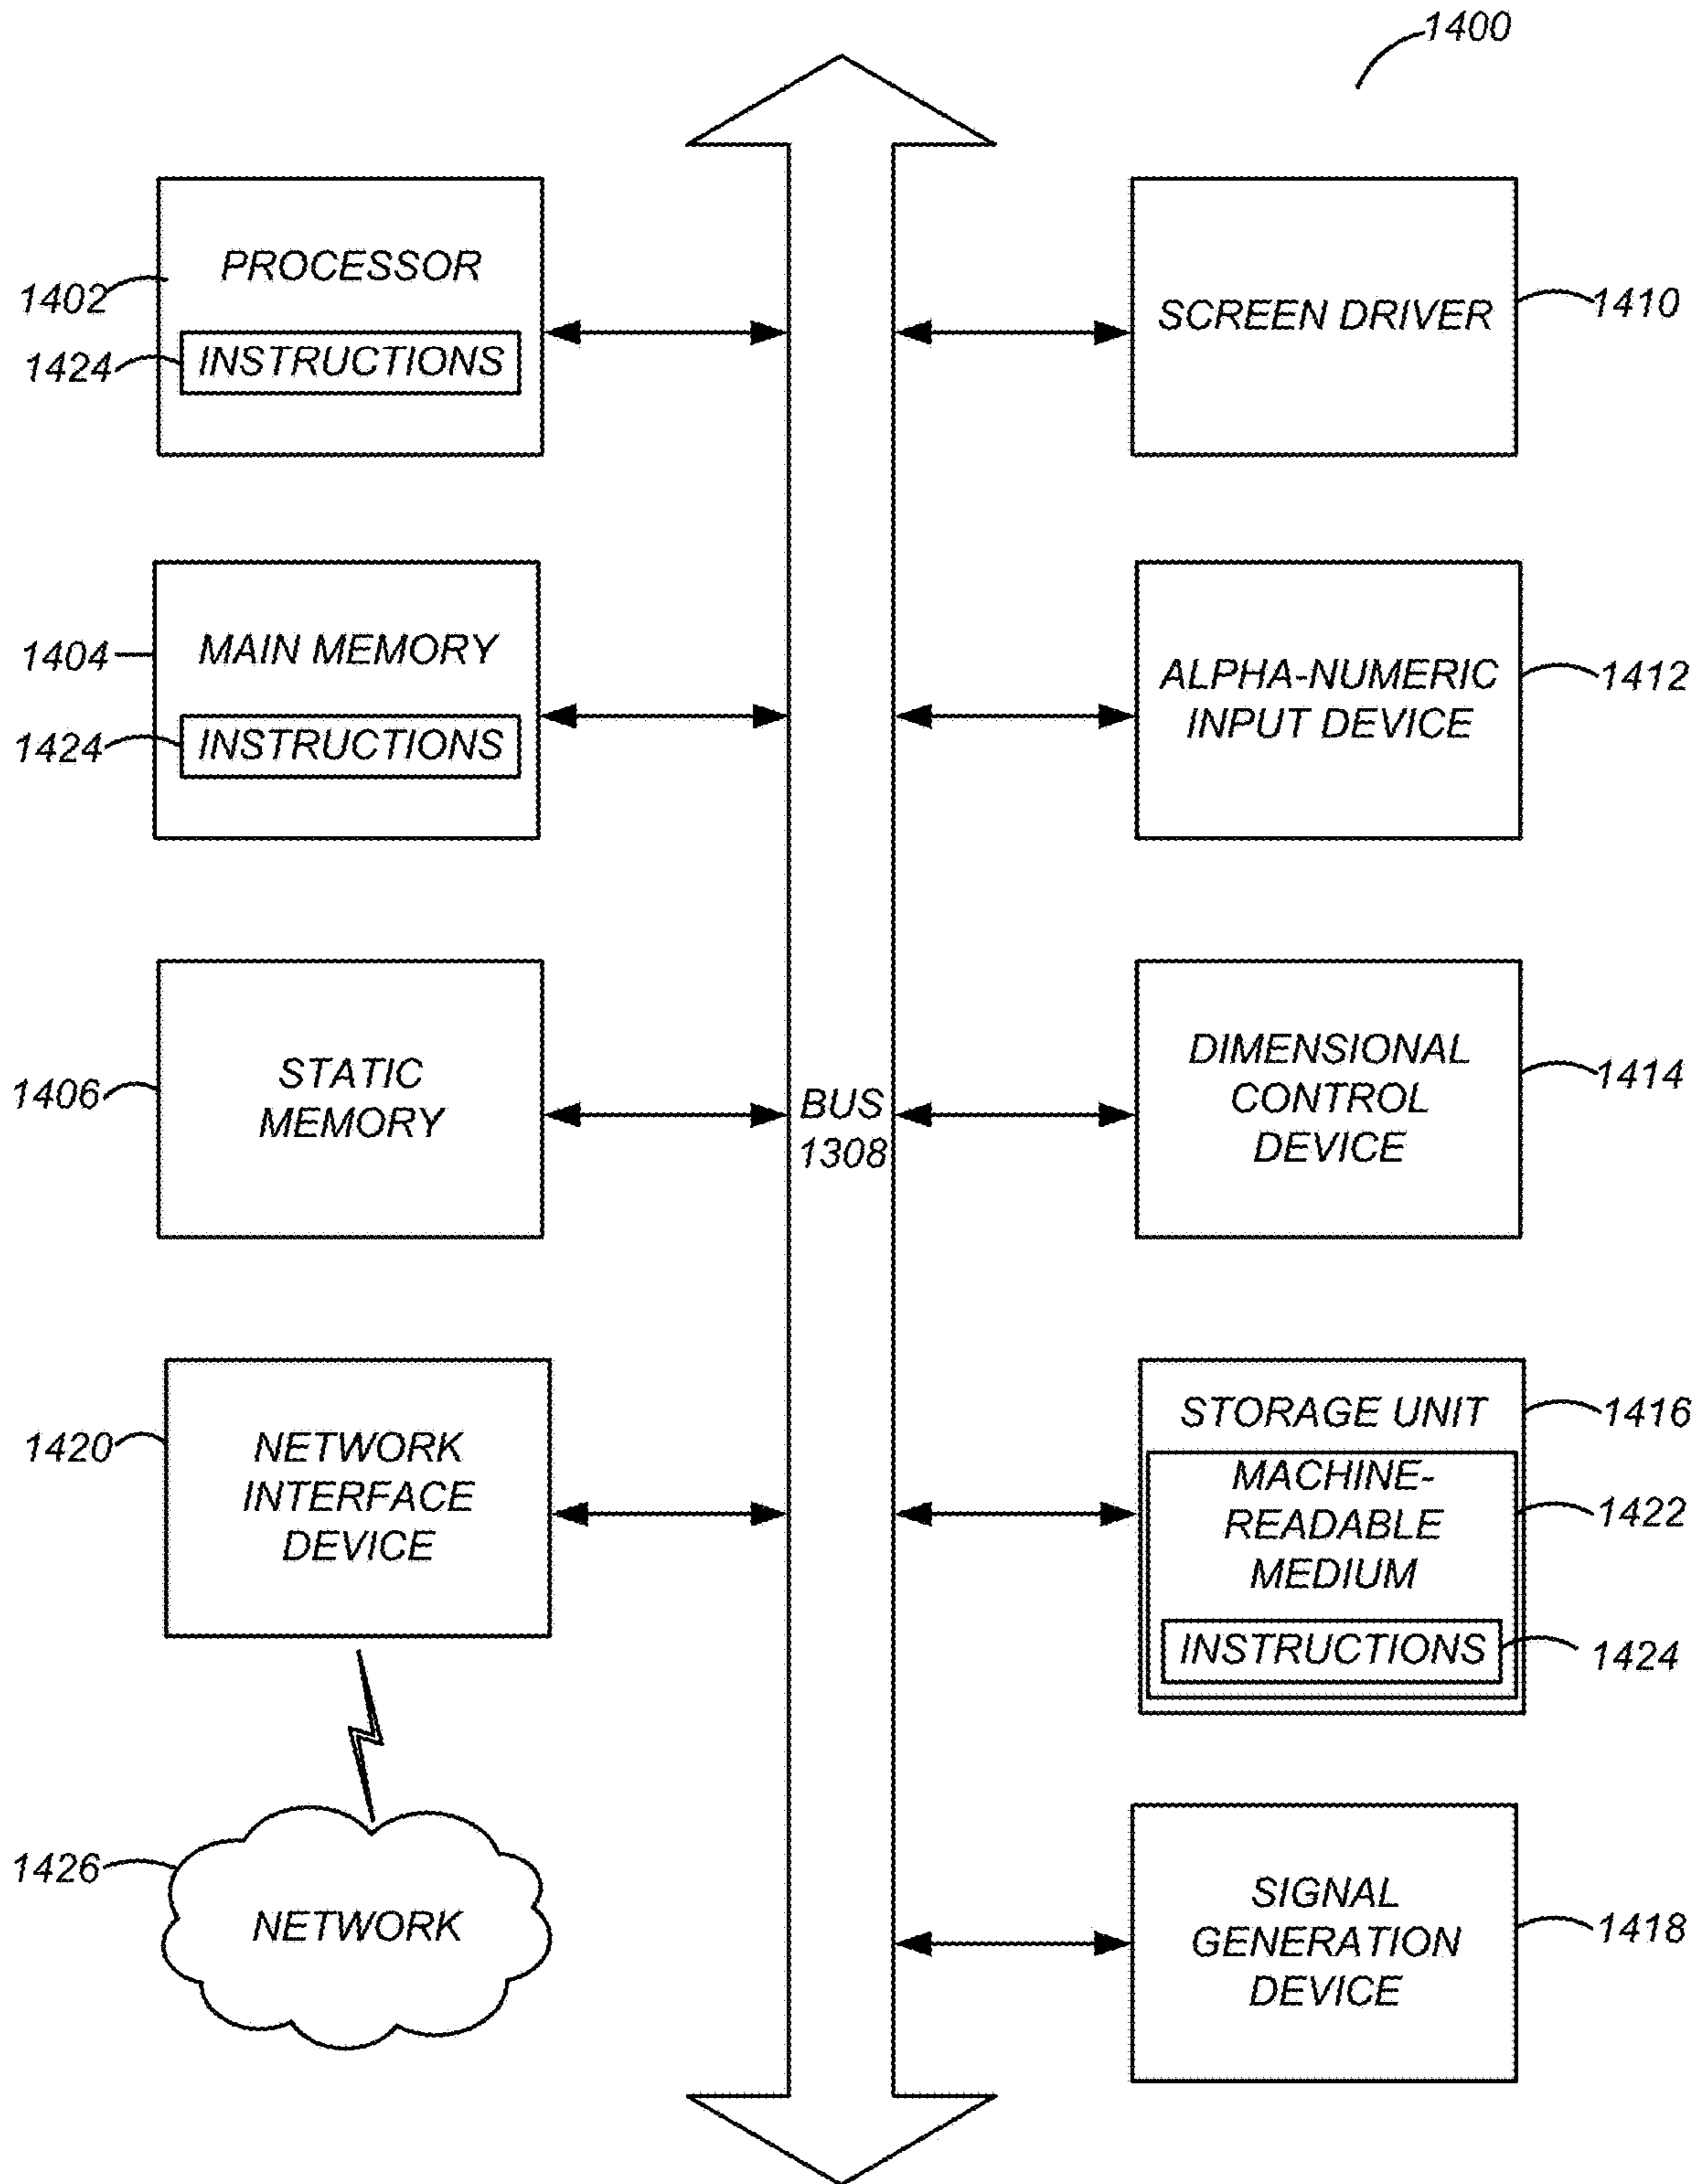 1400
PROCESSOR
1402
1424
INSTRUCTIONS
SCREEN DRIVER
1410
MAIN MEMORY
1404
1424
INSTRUCTIONS
ALPHA-NUMERIC
INPUT DEVICE
1412
STATIC
MEMORY
1406
BUS
1308
DIMENSIONAL
CONTROL
DEVICE
1414
1420
NETWORK
INTERFACE
DEVICE
STORAGE UNIT
1416
MACHINE-
READABLE
MEDIUM
1422
INSTRUCTIONS
1424
1426
NETWORK
SIGNAL
GENERATION
DEVICE
1418